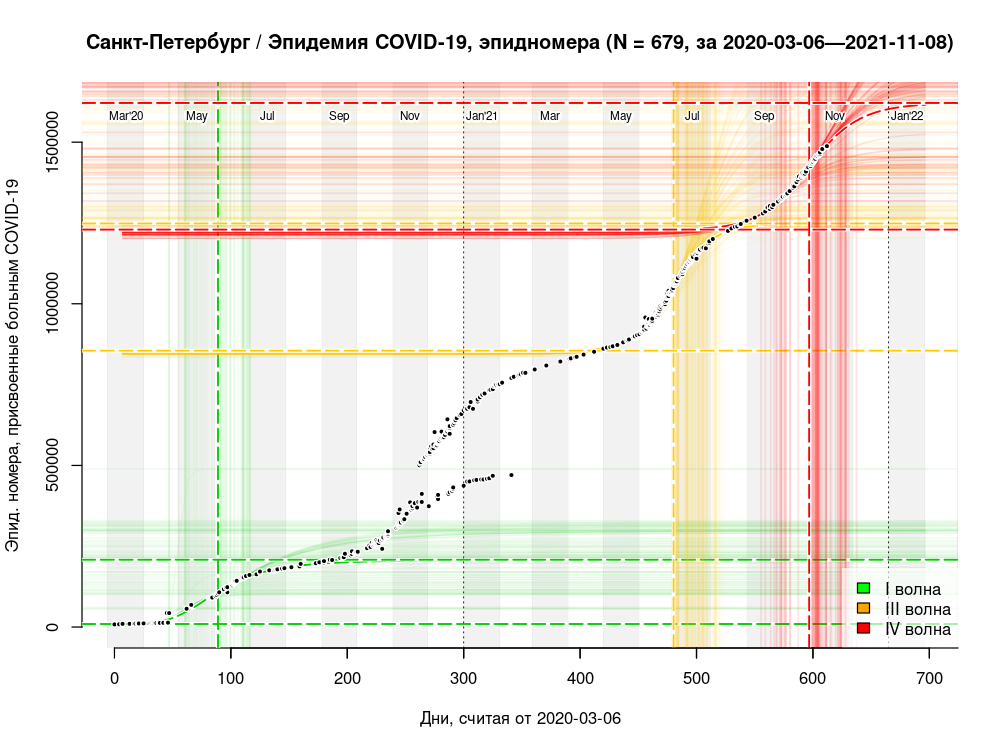 Санкт-Петербург / Эпидемия COVID-19, эпидномера (N = 679, за 2020-03-06—2021-11-08)
Mar'20 May Jul Sep Nov Jan'21 Mar May Jul Sep Nov Jan'22
Эпид. номера, присвоенные больным COVID-19
1500000
1000000
500000
0
I волна
III волна
IV волна
0 100 200 300 400 500 600 700
Дни, считая от 2020-03-06